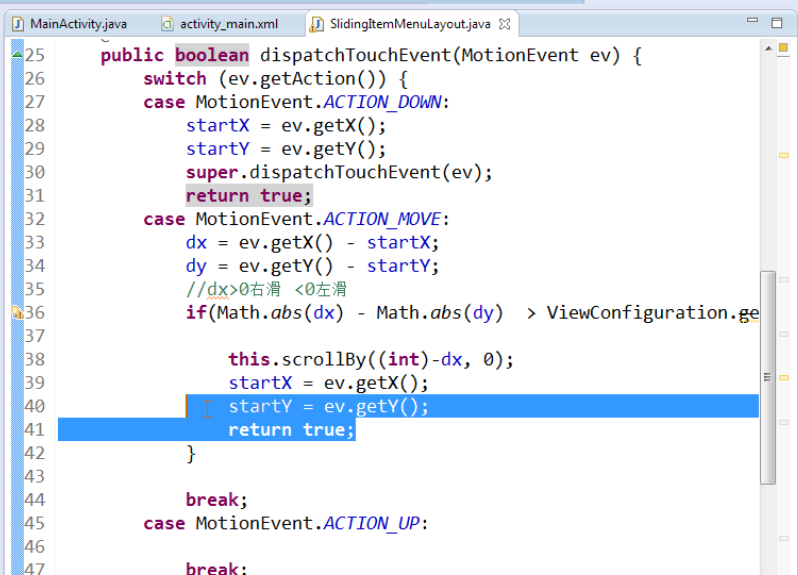 MainActivity.java activity_main.xml SlidingItemMenuLayout.java
25 public boolean dispatchTouchEvent(MotionEvent ev) {
26 switch (ev.getAction()) {
27 case MotionEvent.ACTION_DOWN:
28 startX = ev.getX();
29 startY = ev.getY();
30 super.dispatchTouchEvent(ev);
31 return true;
32 case MotionEvent.ACTION_MOVE:
33 dx = ev.getX() - startX;
34 dy = ev.getY() - startY;
35 //dx>0右滑 <0左滑
36 if(Math.abs(dx) - Math.abs(dy) > ViewConfiguration.ge
37
38 this.scrollBy((int)-dx, 0);
39 startX = ev.getX();
40 startY = ev.getY();
41 return true;
42 }
43
44 break;
45 case MotionEvent.ACTION_UP:
46
47 break;